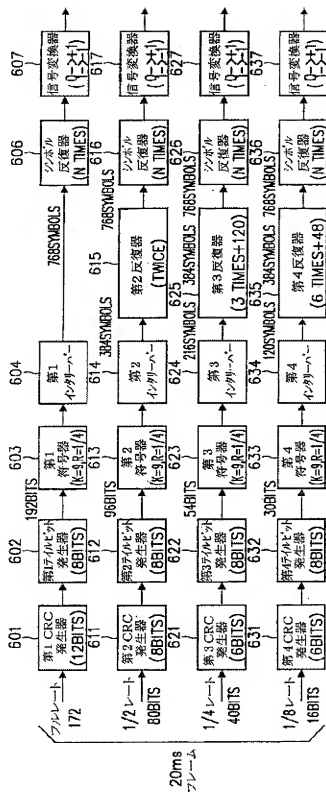 601
602
603
604
606
607
192BITS
768SYMBOLS
フルレート
172
第1 CRC
発生器
(12BITS)
第1テイルビット
発生器
(8BITS)
第1
符号器
(K=9,R=1/4)
第1
インタリーバー
シンボル
反復器
(N TIMES)
信号変換器
611
612
613
614
615
616
617
96BITS
384SYMBOLS
768SYMBOLS
1/2 レート
80BITS
第2 CRC
発生器
(8BITS)
第2テイルビット
発生器
(8BITS)
第2
符号器
(K=9,R=1/4)
第2
インタリーバー
第2反復器
(TWICE)
シンボル
反復器
(N TIMES)
信号変換器
621
622
623
624
625
626
627
54BITS
216SYMBOLS
384SYMBOLS
768SYMBOLS
1/4 レート
40BITS
第3 CRC
発生器
(6BITS)
第3テイルビット
発生器
(8BITS)
第3
符号器
(K=9,R=1/4)
第3
インタリーバー
第3反復器
(3 TIMES+120)
シンボル
反復器
(N TIMES)
信号変換器
631
632
633
634
635
636
637
30BITS
120SYMBOLS
384SYMBOLS
768SYMBOLS
1/8 レート
16BITS
第4 CRC
発生器
(6BITS)
第4テイルビット
発生器
(8BITS)
第4
符号器
(K=9,R=1/4)
第4
インタリーバー
第4反復器
(6 TIMES+48)
シンボル
反復器
(N TIMES)
信号変換器
20ms
フレーム